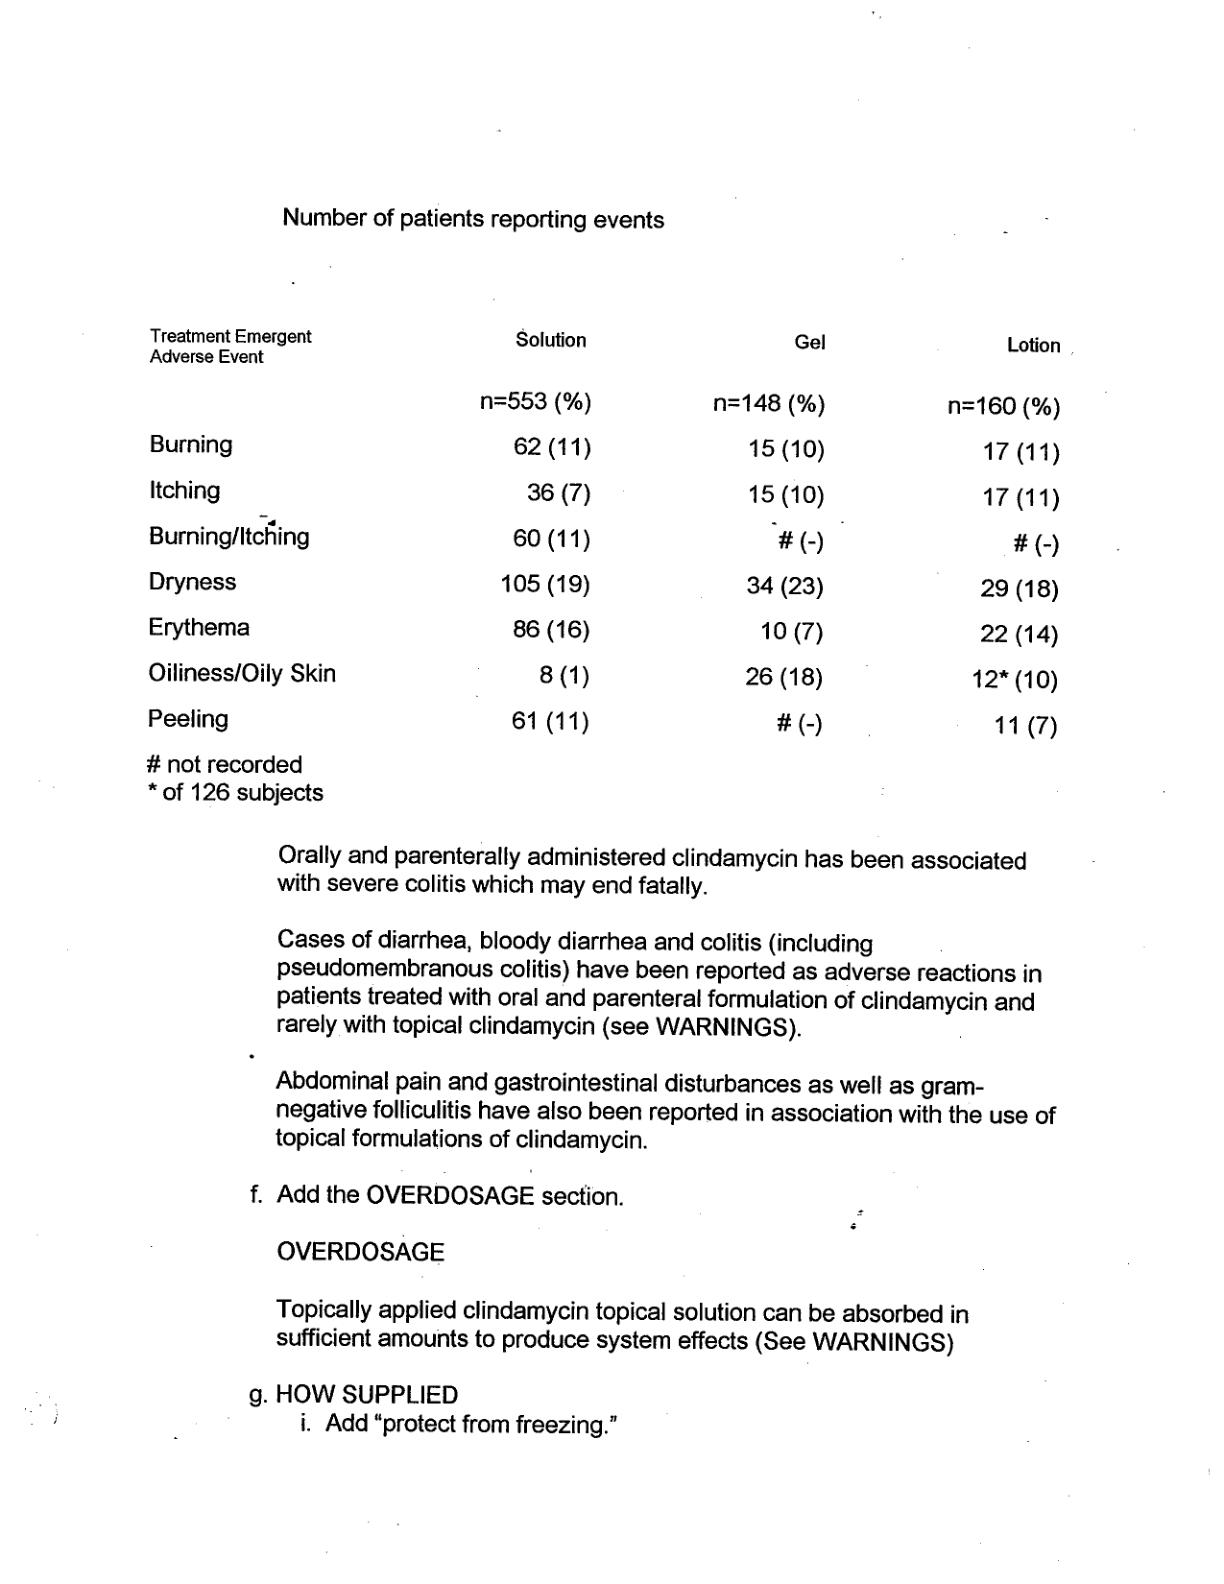 Number of patients reporting events
Treatment Emergent Adverse Event Solution Gel Lotion
n=553 (%) n=148 (%) n=160 (%)
Burning 62 (11) 15 (10) 17 (11)
Itching 36 (7) 15 (10) 17 (11)
Burning/Itching 60 (11) # (-) # (-)
Dryness 105 (19) 34 (23) 29 (18)
Erythema 86 (16) 10 (7) 22 (14)
Oiliness/Oily Skin 8 (1) 26 (18) 12* (10)
Peeling 61 (11) # (-) 11 (7)
# not recorded
* of 126 subjects
Orally and parenterally administered clindamycin has been associated
with severe colitis which may end fatally.
Cases of diarrhea, bloody diarrhea and colitis (including
pseudomembranous colitis) have been reported as adverse reactions in
patients treated with oral and parenteral formulation of clindamycin and
rarely with topical clindamycin (see WARNINGS).
Abdominal pain and gastrointestinal disturbances as well as gram-
negative folliculitis have also been reported in association with the use of
topical formulations of clindamycin.
f. Add the OVERDOSAGE section.
OVERDOSAGE
Topically applied clindamycin topical solution can be absorbed in
sufficient amounts to produce system effects (See WARNINGS)
g. HOW SUPPLIED
i. Add “protect from freezing.”